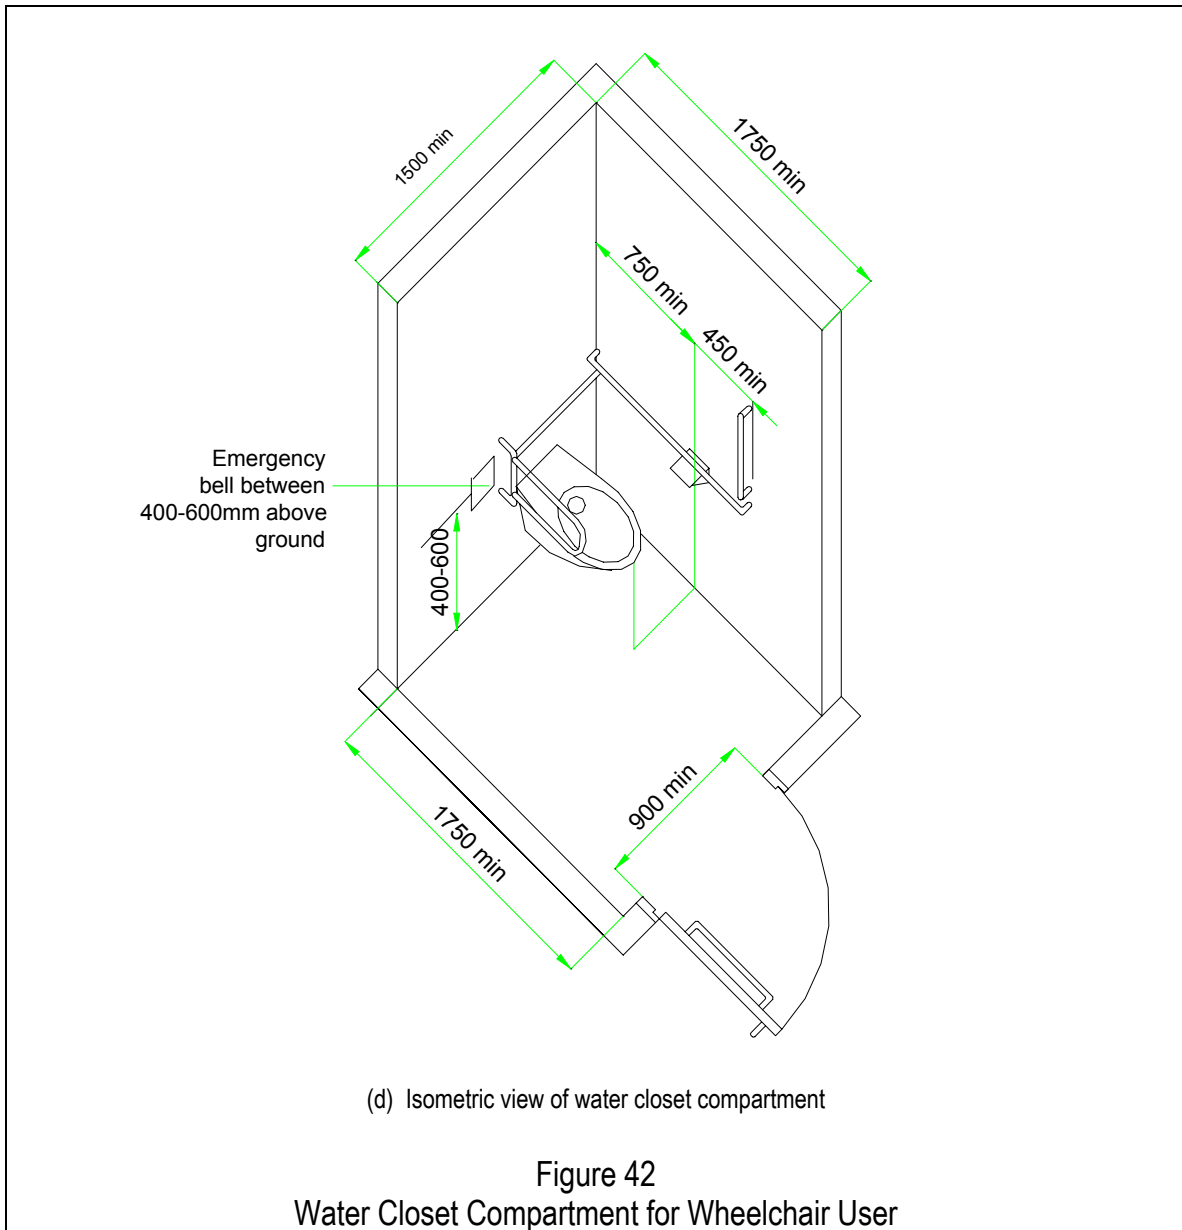 1500 min
1750 min
750 min
450 min
Emergency
bell between
400-600mm above
ground
400-600
1750 min
900 min
(d) Isometric view of water closet compartment
Figure 42
Water Closet Compartment for Wheelchair User